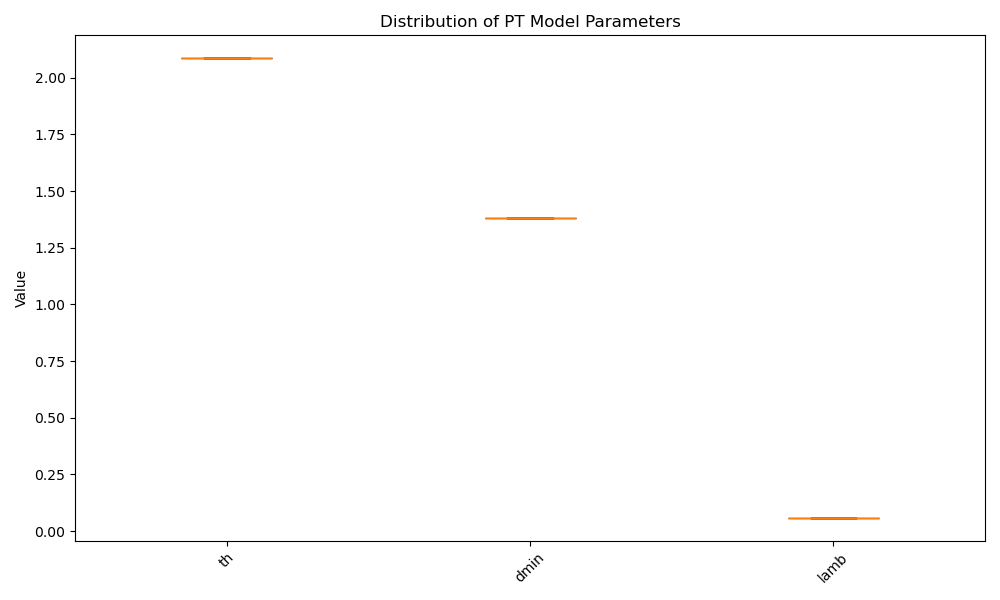 Distribution of PT Model Parameters
Value
2.00
1.75
1.50
1.25
1.00
0.75
0.50
0.25
0.00
th
dmin
lamb